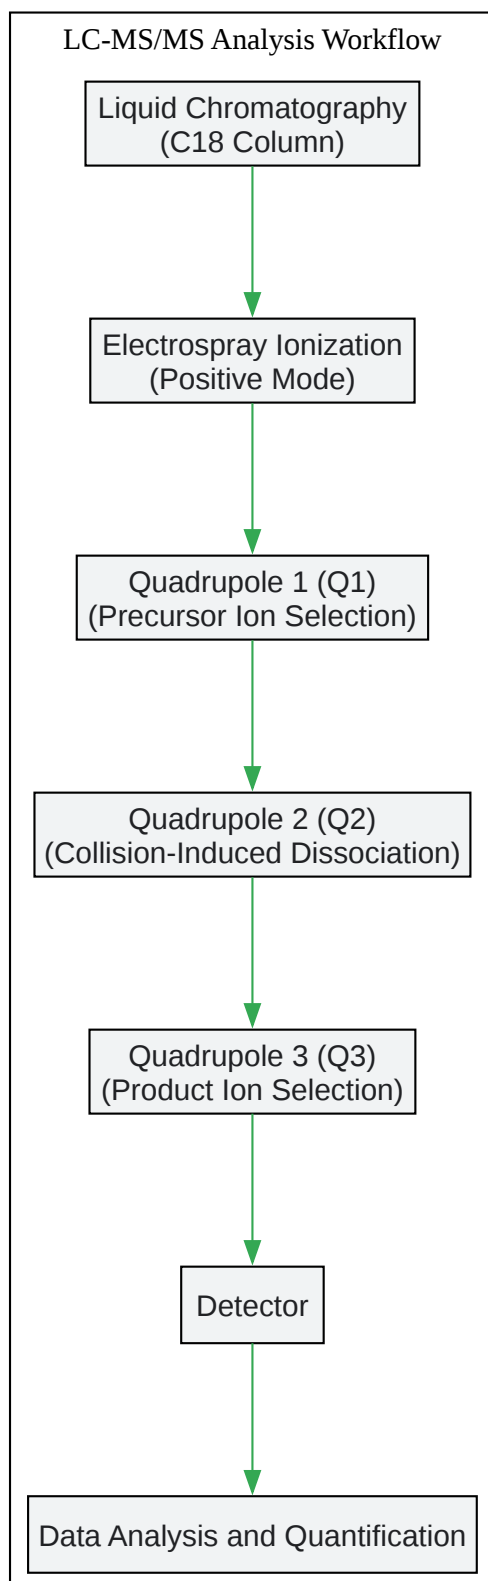 LC-MS/MS Analysis Workflow
Liquid Chromatography
(C18 Column)
Electrospray Ionization
(Positive Mode)
Quadrupole 1 (Q1)
(Precursor Ion Selection)
Quadrupole 2 (Q2)
(Collision-Induced Dissociation)
Quadrupole 3 (Q3)
(Product Ion Selection)
Detector
Data Analysis and Quantification